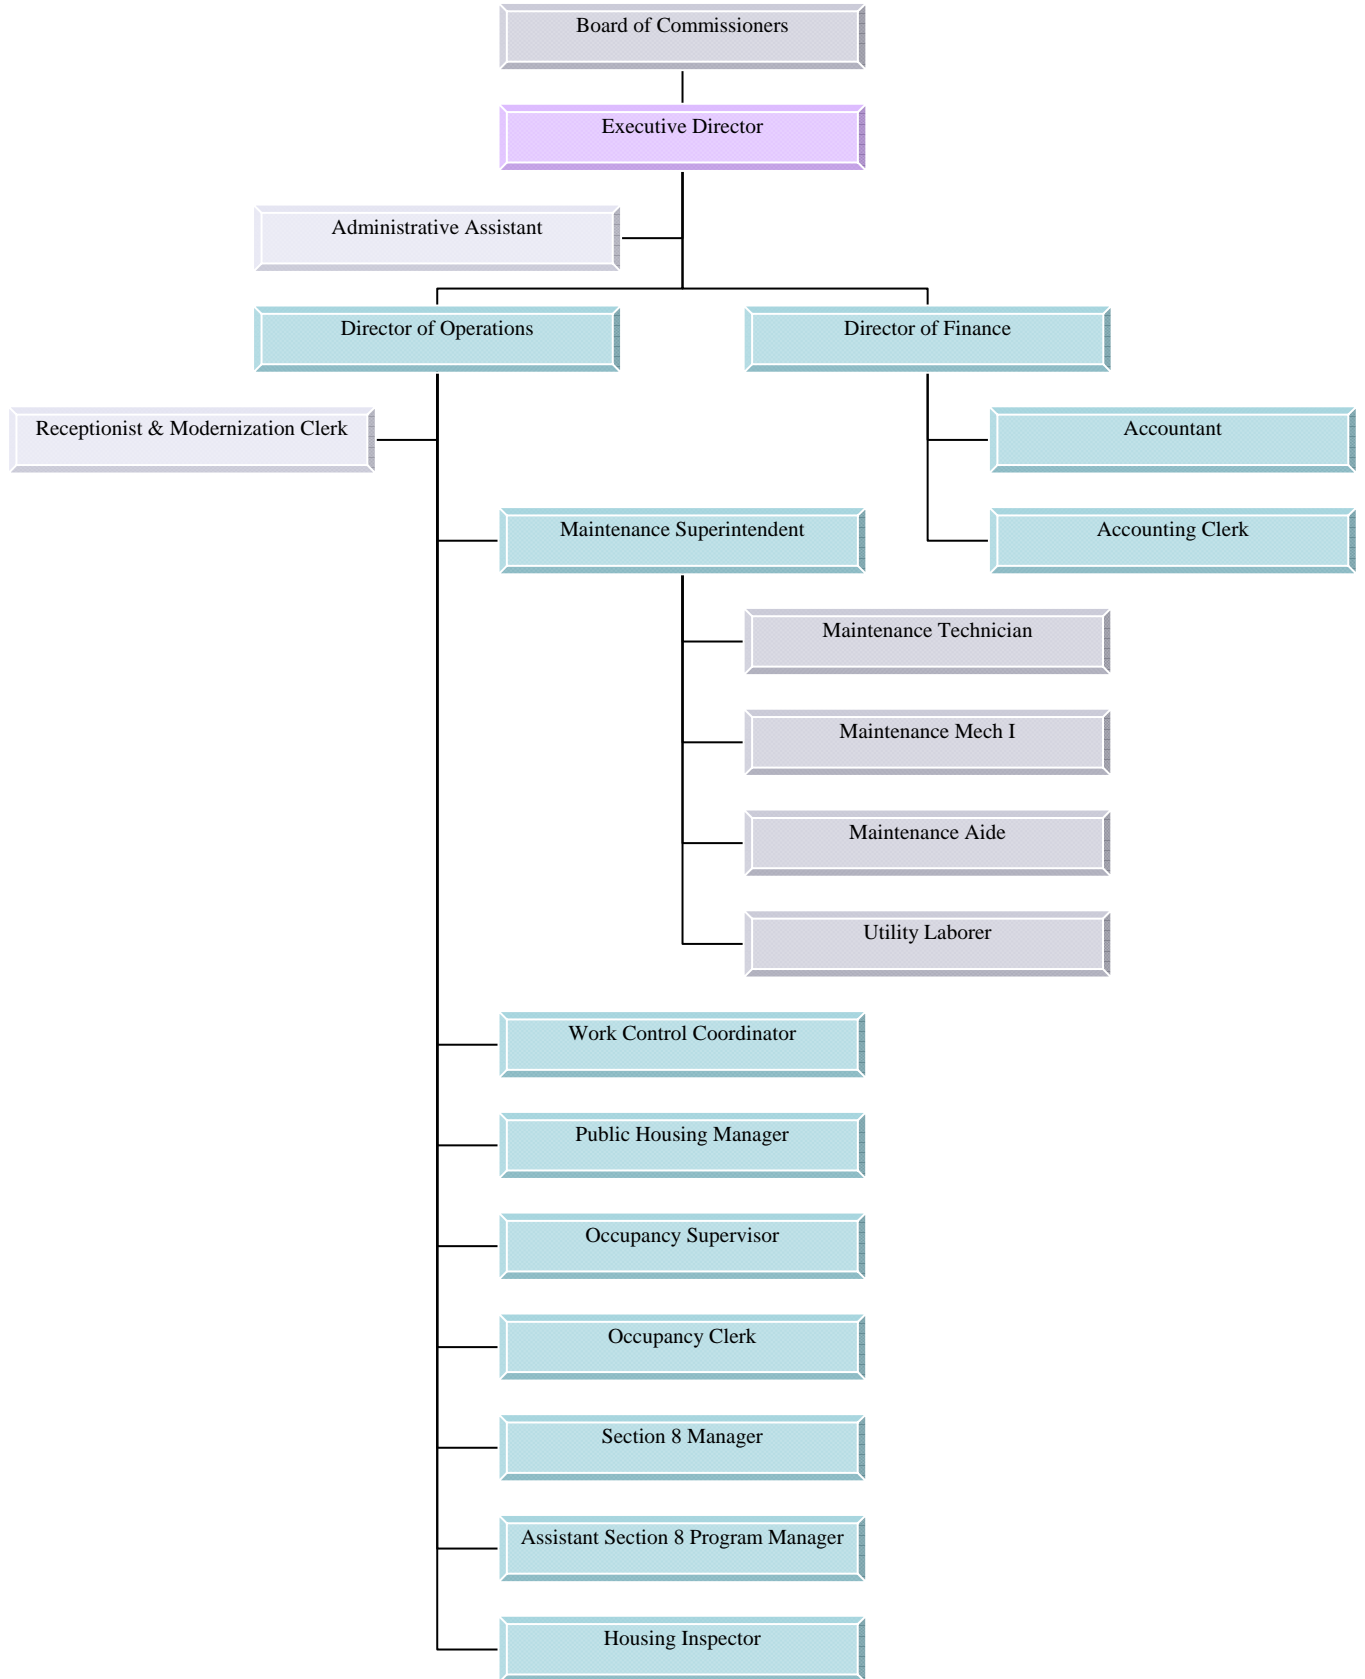 Board of Commissioners
Executive Director
Administrative Assistant
Director of Operations
Director of Finance
Receptionist & Modernization Clerk
Accountant
Maintenance Superintendent
Accounting Clerk
Maintenance Technician
Maintenance Mech I
Maintenance Aide
Utility Laborer
Work Control Coordinator
Public Housing Manager
Occupancy Supervisor
Occupancy Clerk
Section 8 Manager
Assistant Section 8 Program Manager
Housing Inspector